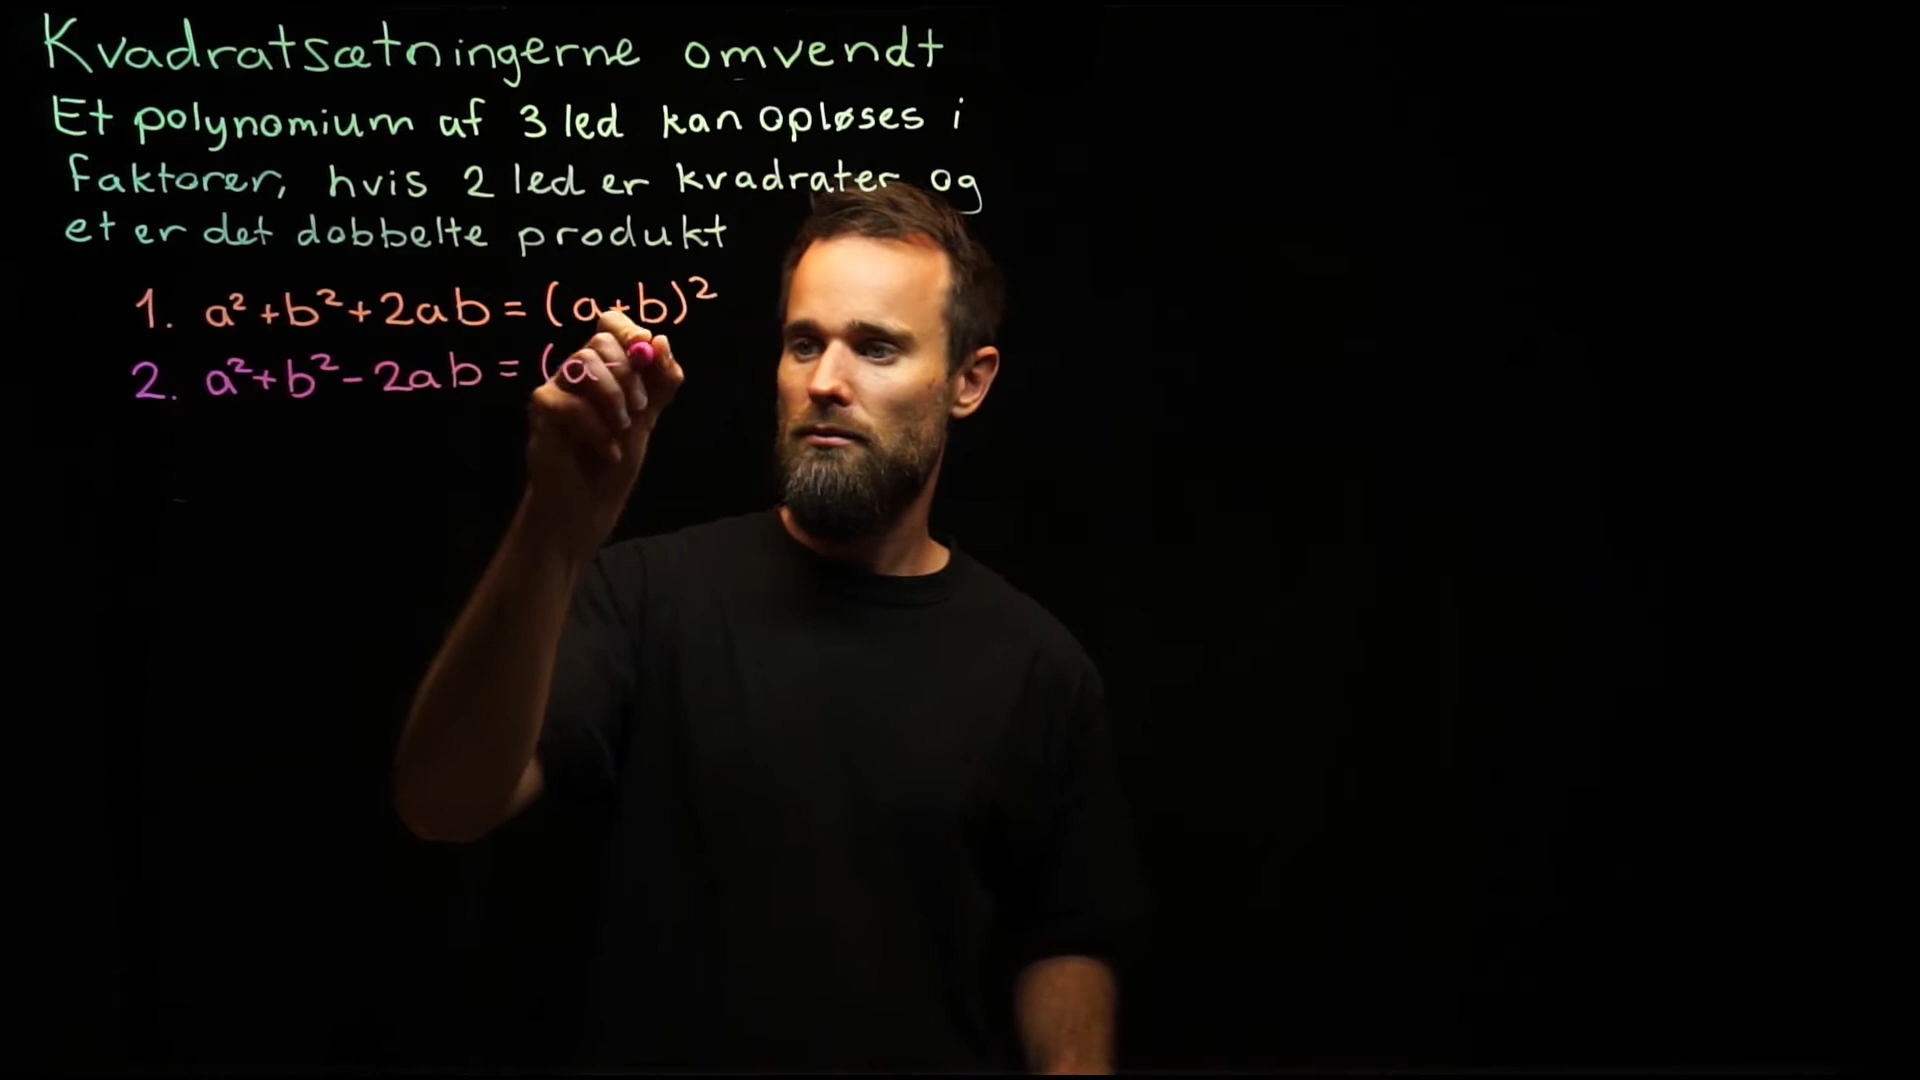 Kvadratsætningerne omvendt
Et polynomium af 3 led kan opløses i
faktorer, hvis 2 led er kvadrater og
et er det dobbelte produkt
1. a²+b²+2ab = (a+b)²
2. a²+b²-2ab = (a-